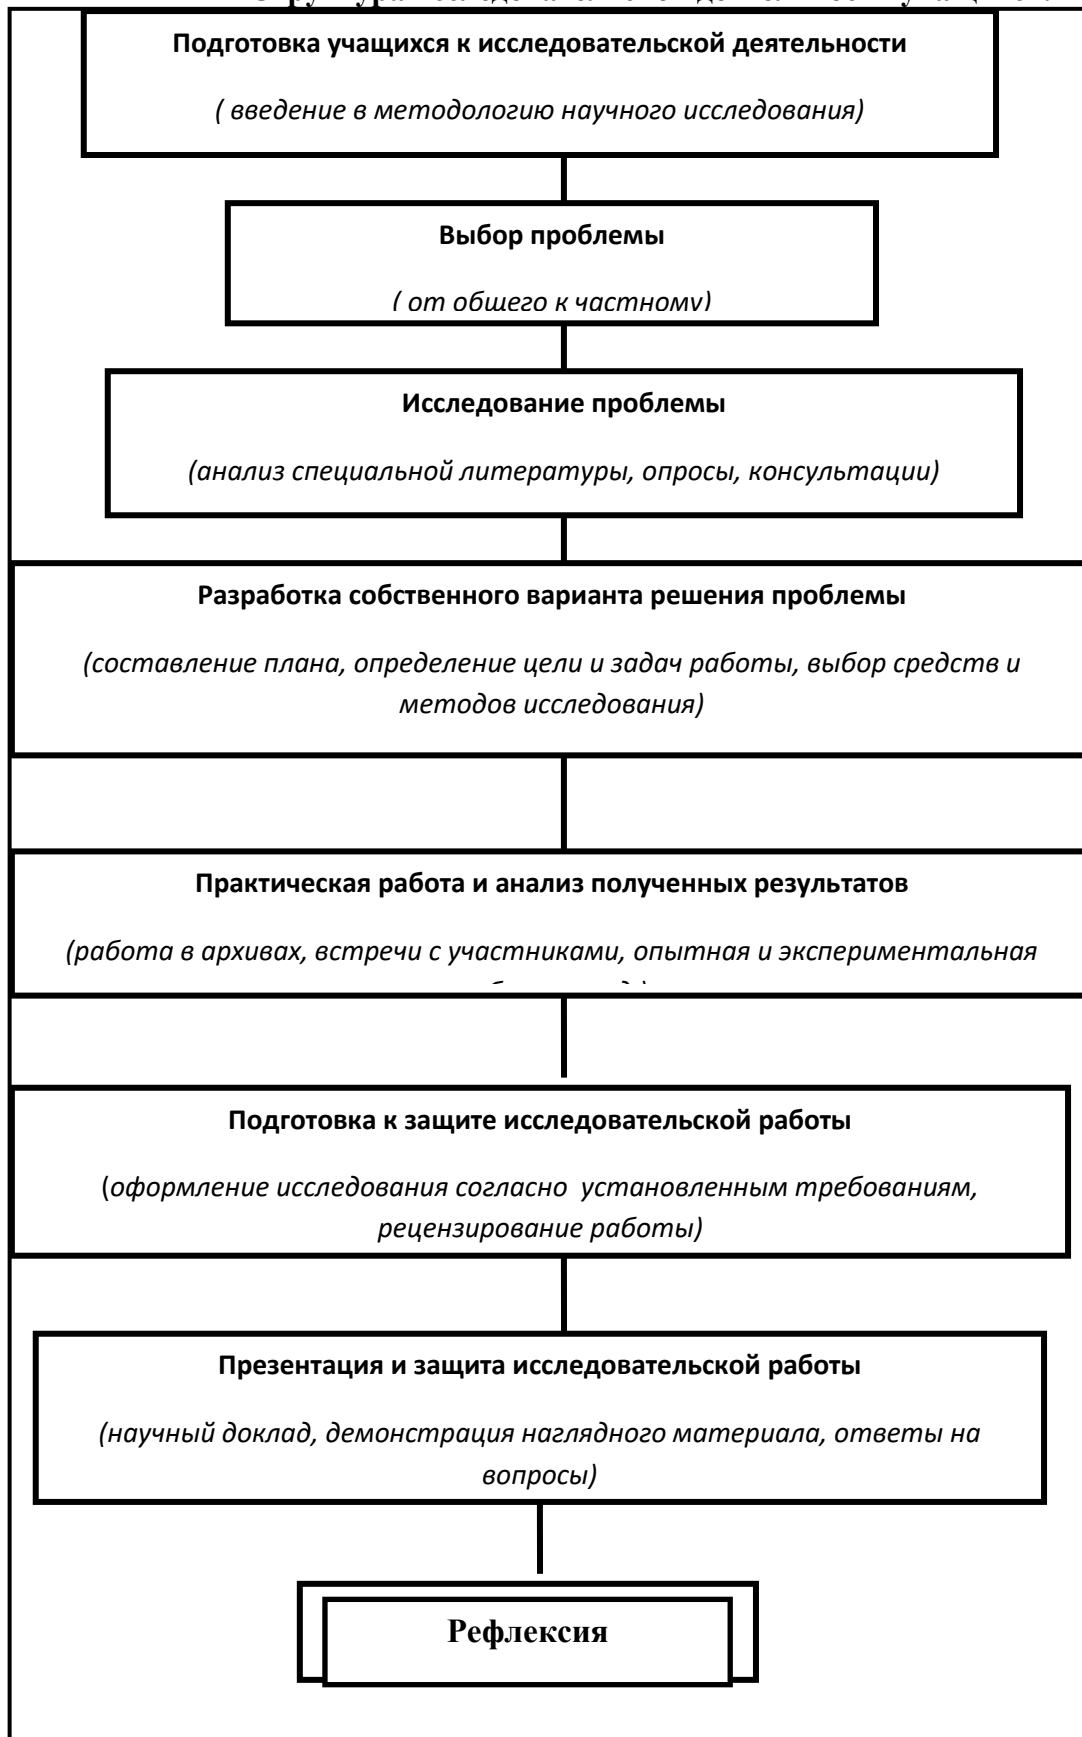 Подготовка учащихся к исследовательской деятельности
( введение в методологию научного исследования)
Выбор проблемы
( от общего к частному)
Исследование проблемы
(анализ специальной литературы, опросы, консультации)
Разработка собственного варианта решения проблемы
(составление плана, определение цели и задач работы, выбор средств и
методов исследования)
Практическая работа и анализ полученных результатов
(работа в архивах, встречи с участниками, опытная и экспериментальная
Подготовка к защите исследовательской работы
(оформление исследования согласно  установленным требованиям,
рецензирование работы)
Презентация и защита исследовательской работы
(научный доклад, демонстрация наглядного материала, ответы на
вопросы)
Рефлексия